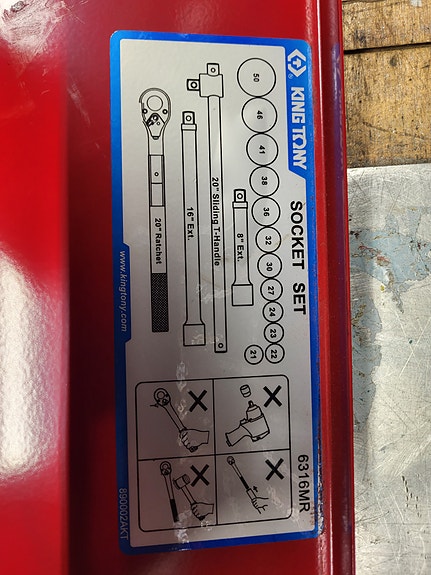 KING TONY
®
SOCKET SET
6316MR
50
46
41
38
36
32
30
27
24
23
22
21
8" Ext.
20" Sliding T-Handle
16" Ext.
20" Ratchet
www.kingtony.com
890002AKT